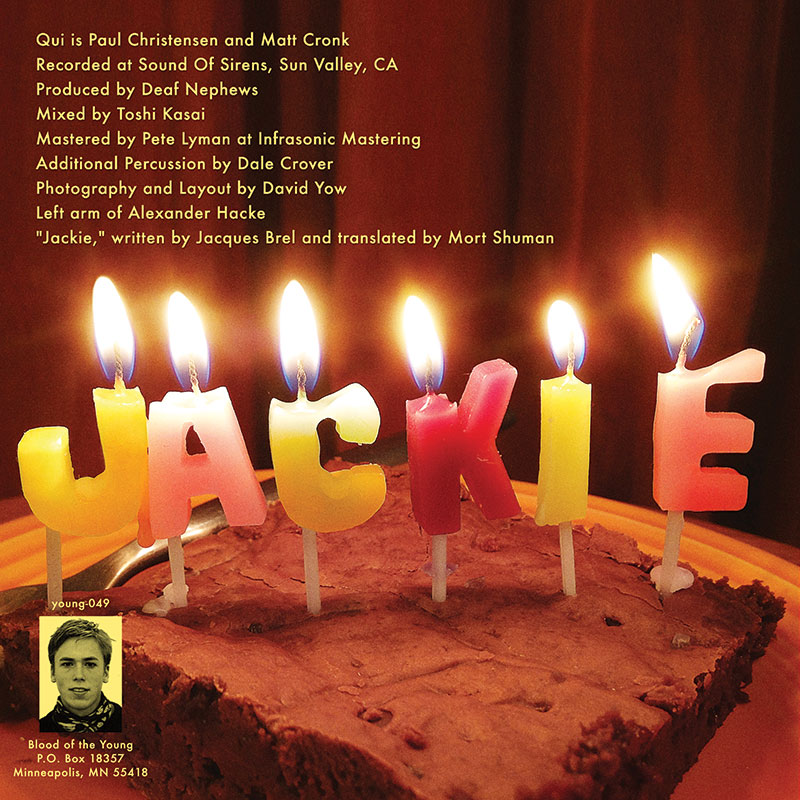 Qui is Paul Christensen and Matt Cronk
Recorded at Sound Of Sirens, Sun Valley, CA
Produced by Deaf Nephews
Mixed by Toshi Kasai
Mastered by Pete Lyman at Infrasonic Mastering
Additional Percussion by Dale Crover
Photography and Layout by David Yow
Left arm of Alexander Hacke
"Jackie," written by Jacques Brel and translated by Mort Shuman
JACKIE
young-049
Blood of the Young
P.O. Box 18357
Minneapolis, MN 55418